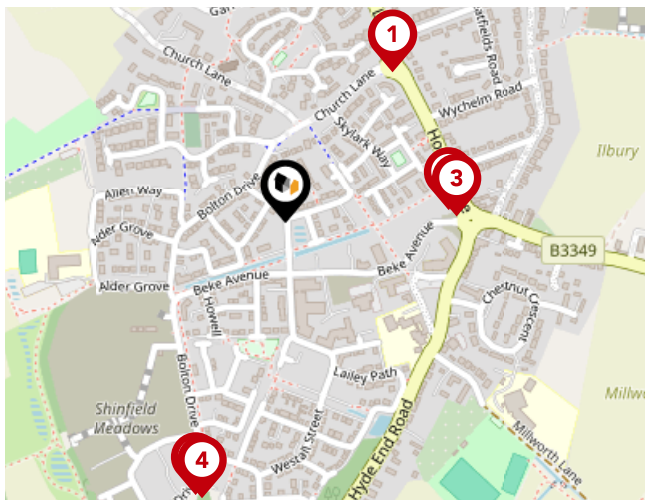 1
Church Lane
Church Lane
Wychelm Road
Skylark Way
Ilbury
3
Allen Way
Bolton Drive
Alder Grove
B3349
Beke Avenue
Beke Avenue
Alder Grove
Howell
Chestnut Crescent
Bolton Drive
Lailey Path
Shinfield
Meadows
Westall Street
Hyde End Road
Millworth Lane
4